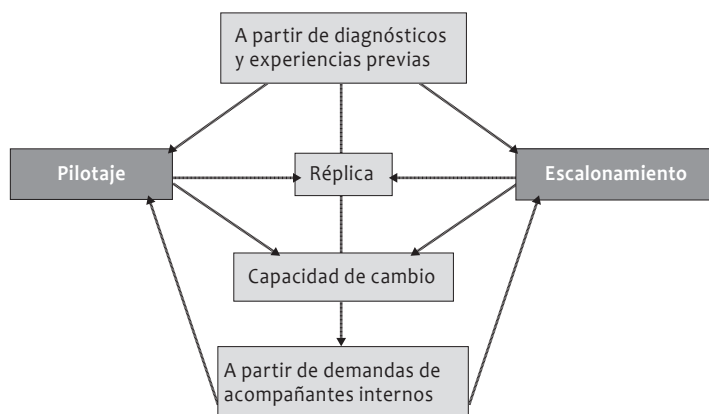 A partir de diagnósticos
y experiencias previas
Pilotaje
Réplica
Escalonamiento
Capacidad de cambio
A partir de demandas de
acompañantes internos